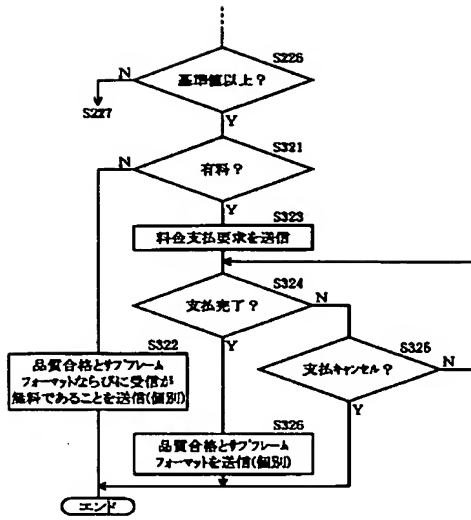 S226
N
基準値以上?
S227
Y
S321
N
有料?
Y
S323
料金支払要求を送信
S324
支払完了?
N
S325
S322
Y
支払キャンセル?
N
品質合格とサブフレーム
フォーマットならびに受信が
無料であることを送信(個別)
Y
S326
品質合格とサブフレーム
フォーマットを送信(個別)
エンド